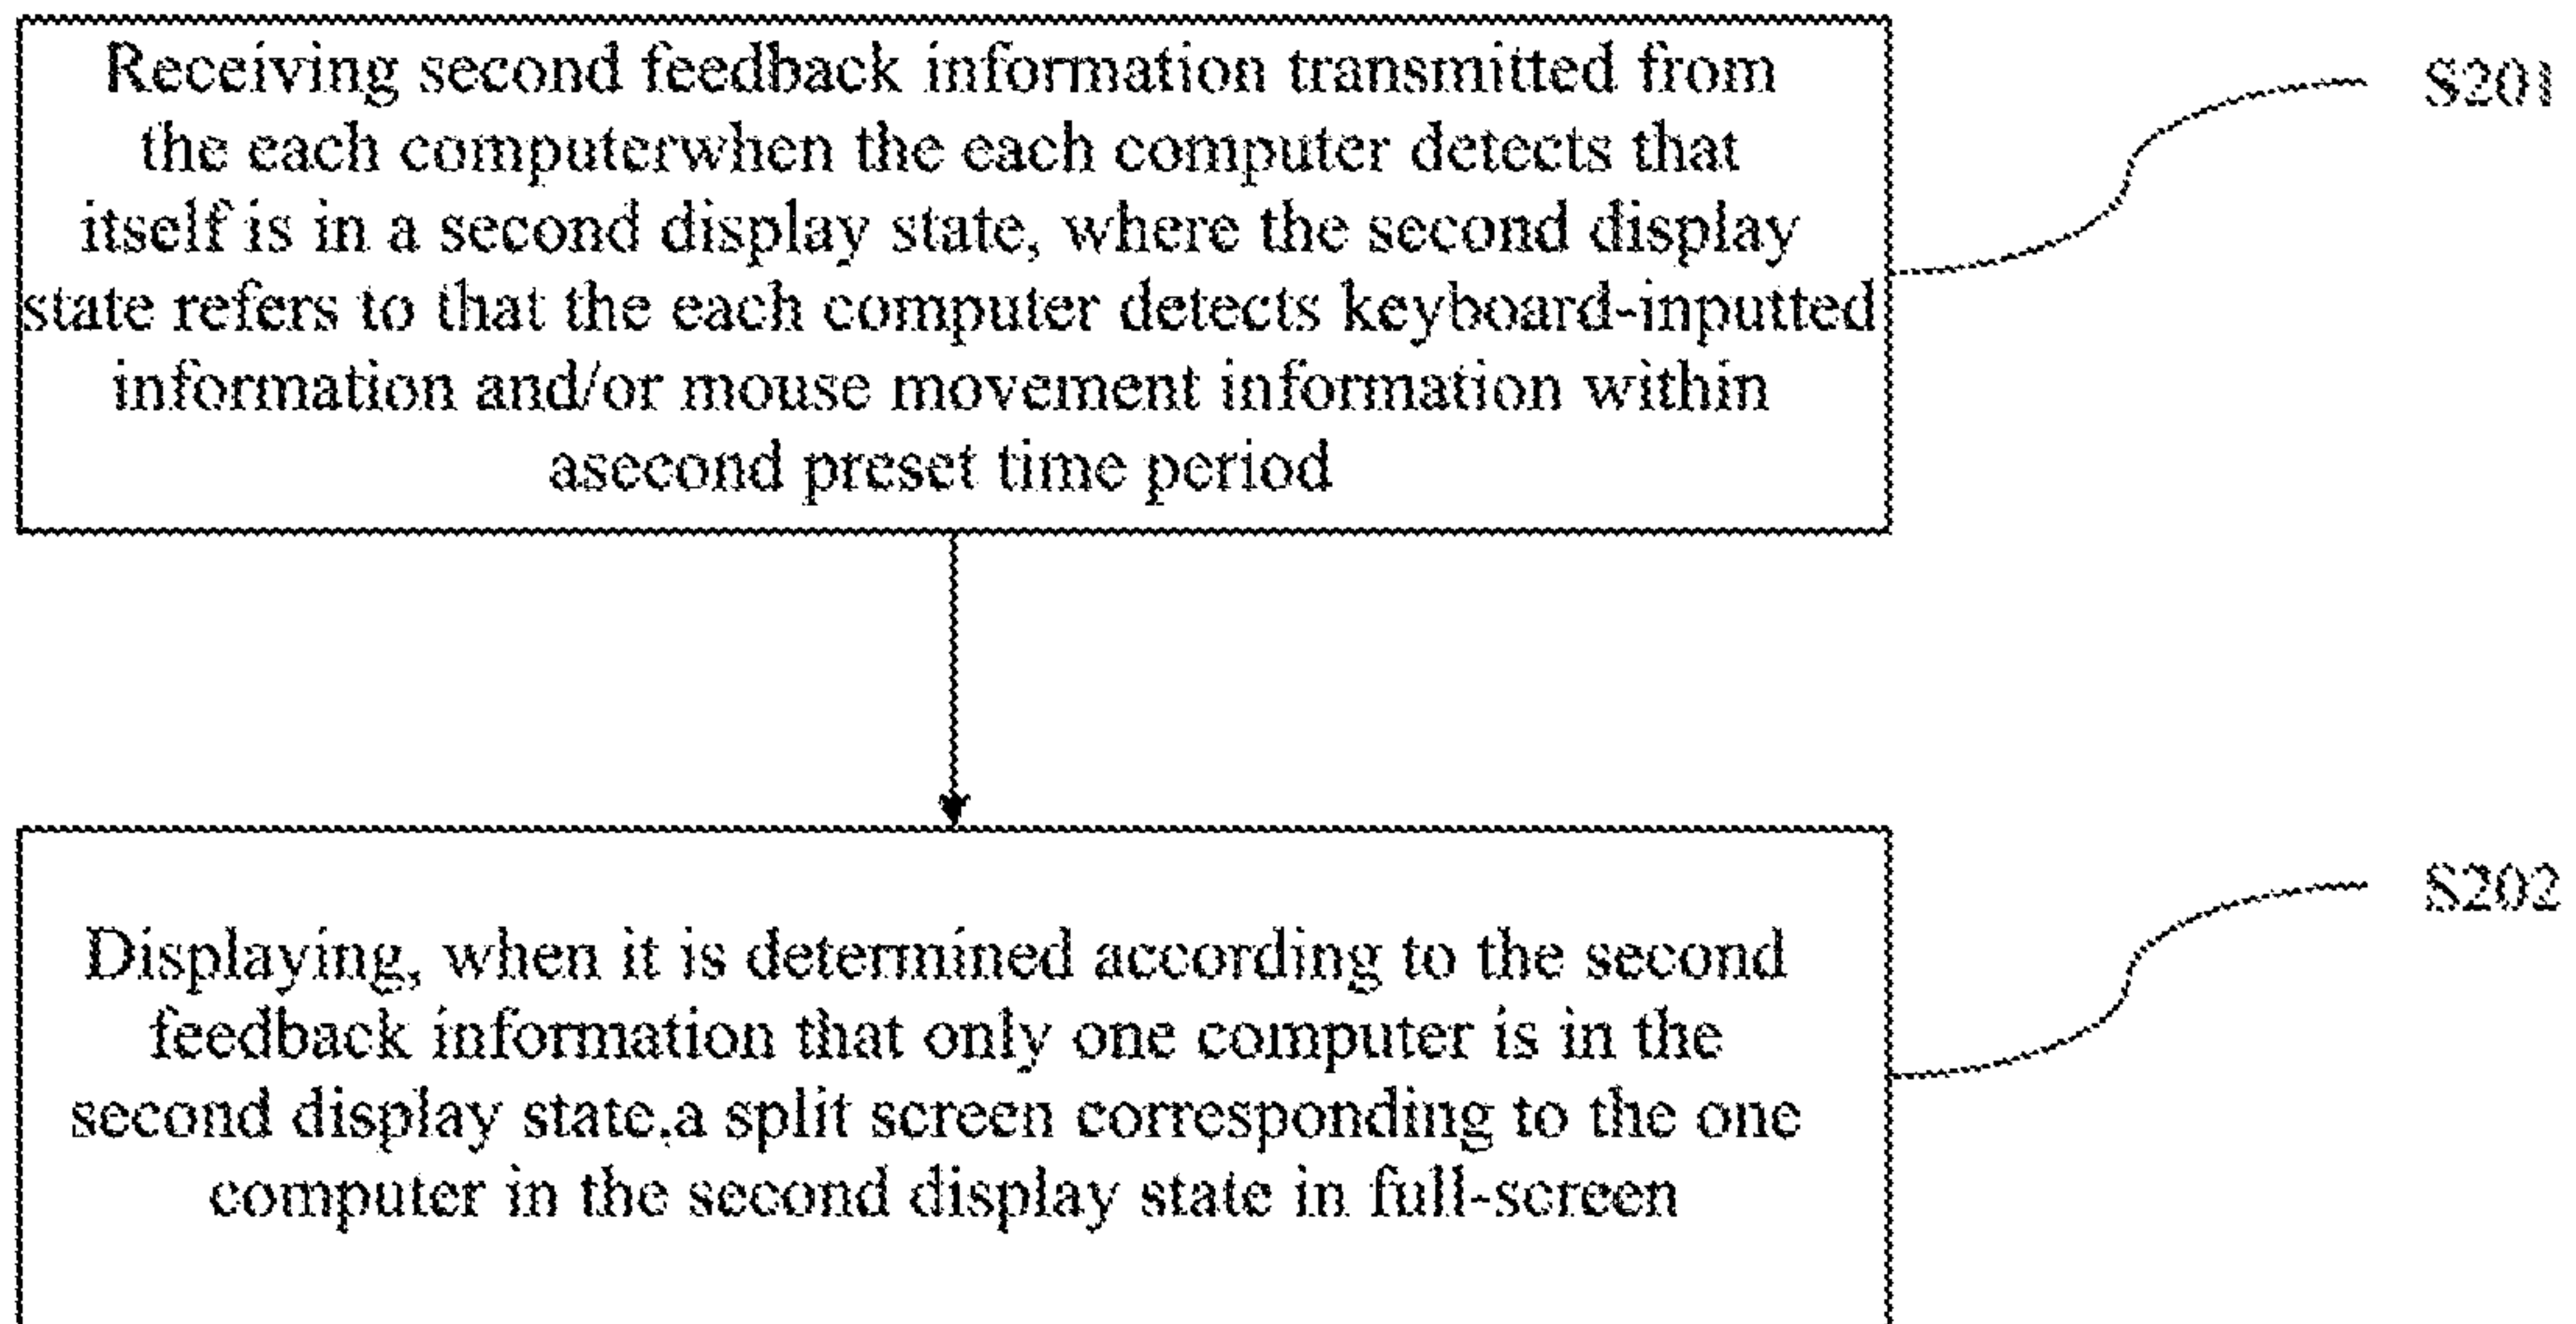 Receiving second feedback information transmitted from
the each computerwhen the each computer detects that
itself is in a second display state, where the second display
state refers to that the each computer detects keyboard-inputted
information and/or mouse movement information within
asecond preset time period
S201
Displaying, when it is determined according to the second
feedback information that only one computer is in the
second display state,a split screen corresponding to the one
computer in the second display state in full-screen
S202